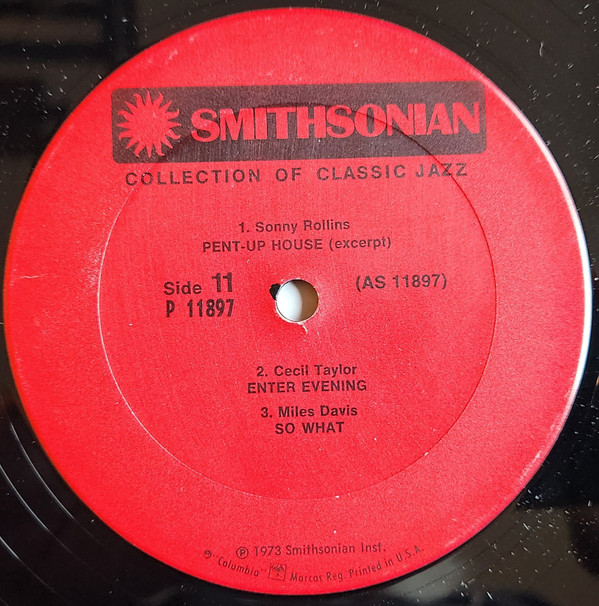 SMITHSONIAN
COLLECTION OF CLASSIC JAZZ
1. Sonny Rollins
PENT-UP HOUSE (excerpt)
Side 11
(AS 11897)
P 11897
2. Cecil Taylor
ENTER EVENING
3. Miles Davis
SO WHAT
℗ 1973 Smithsonian Inst.
"Columbia" Marcas Reg. Printed in U.S.A.